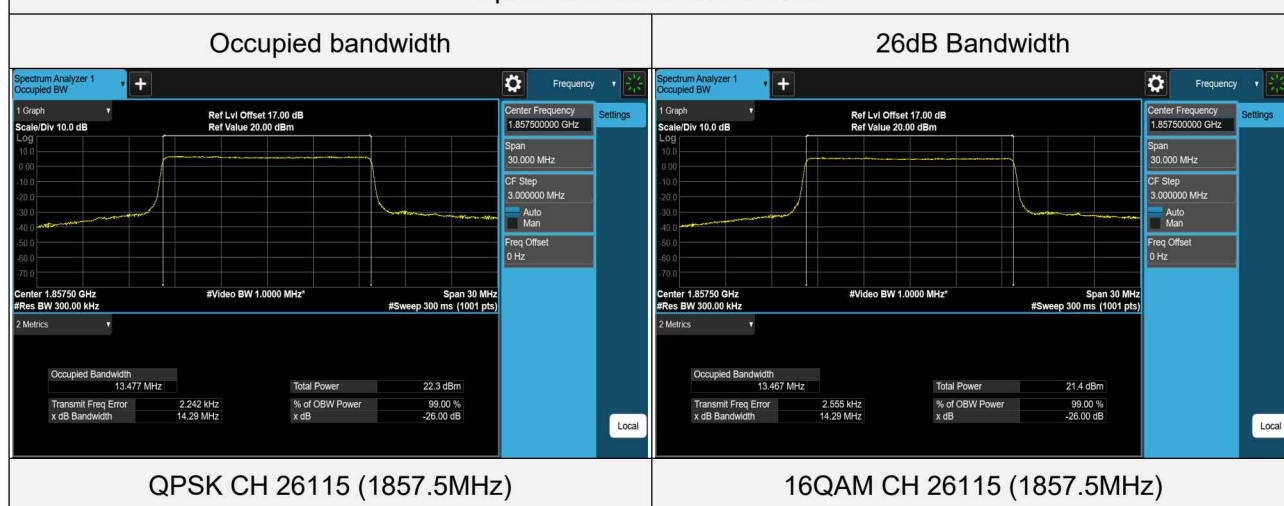 Occupied bandwidth
26dB Bandwidth
Spectrum Analyzer 1
Occupied BW
+
Frequency
1 Graph
Scale/Div 10.0 dB
Ref Lvl Offset 17.00 dB
Ref Value 20.00 dBm
Log
10.0
0.00
-10.0
-20.0
-30.0
-40.0
-50.0
-60.0
-70.0
Center 1.85750 GHz
#Res BW 300.00 kHz
#Video BW 1.0000 MHz*
Span 30 MHz
#Sweep 300 ms (1001 pts)
Center Frequency
1.857500000 GHz
Settings
Span
30.000 MHz
CF Step
3.000000 MHz
Auto
Man
Freq Offset
0 Hz
2 Metrics
Occupied Bandwidth
13.477 MHz
Total Power 22.3 dBm
Transmit Freq Error 2.242 kHz % of OBW Power 99.00 %
x dB Bandwidth 14.29 MHz x dB -26.00 dB
Local
Spectrum Analyzer 1
Occupied BW
+
Frequency
1 Graph
Scale/Div 10.0 dB
Ref Lvl Offset 17.00 dB
Ref Value 20.00 dBm
Log
10.0
0.00
-10.0
-20.0
-30.0
-40.0
-50.0
-60.0
-70.0
Center 1.85750 GHz
#Res BW 300.00 kHz
#Video BW 1.0000 MHz*
Span 30 MHz
#Sweep 300 ms (1001 pts)
Center Frequency
1.857500000 GHz
Settings
Span
30.000 MHz
CF Step
3.000000 MHz
Auto
Man
Freq Offset
0 Hz
2 Metrics
Occupied Bandwidth
13.467 MHz
Total Power 21.4 dBm
Transmit Freq Error 2.555 kHz % of OBW Power 99.00 %
x dB Bandwidth 14.29 MHz x dB -26.00 dB
Local
QPSK CH 26115 (1857.5MHz)
16QAM CH 26115 (1857.5MHz)